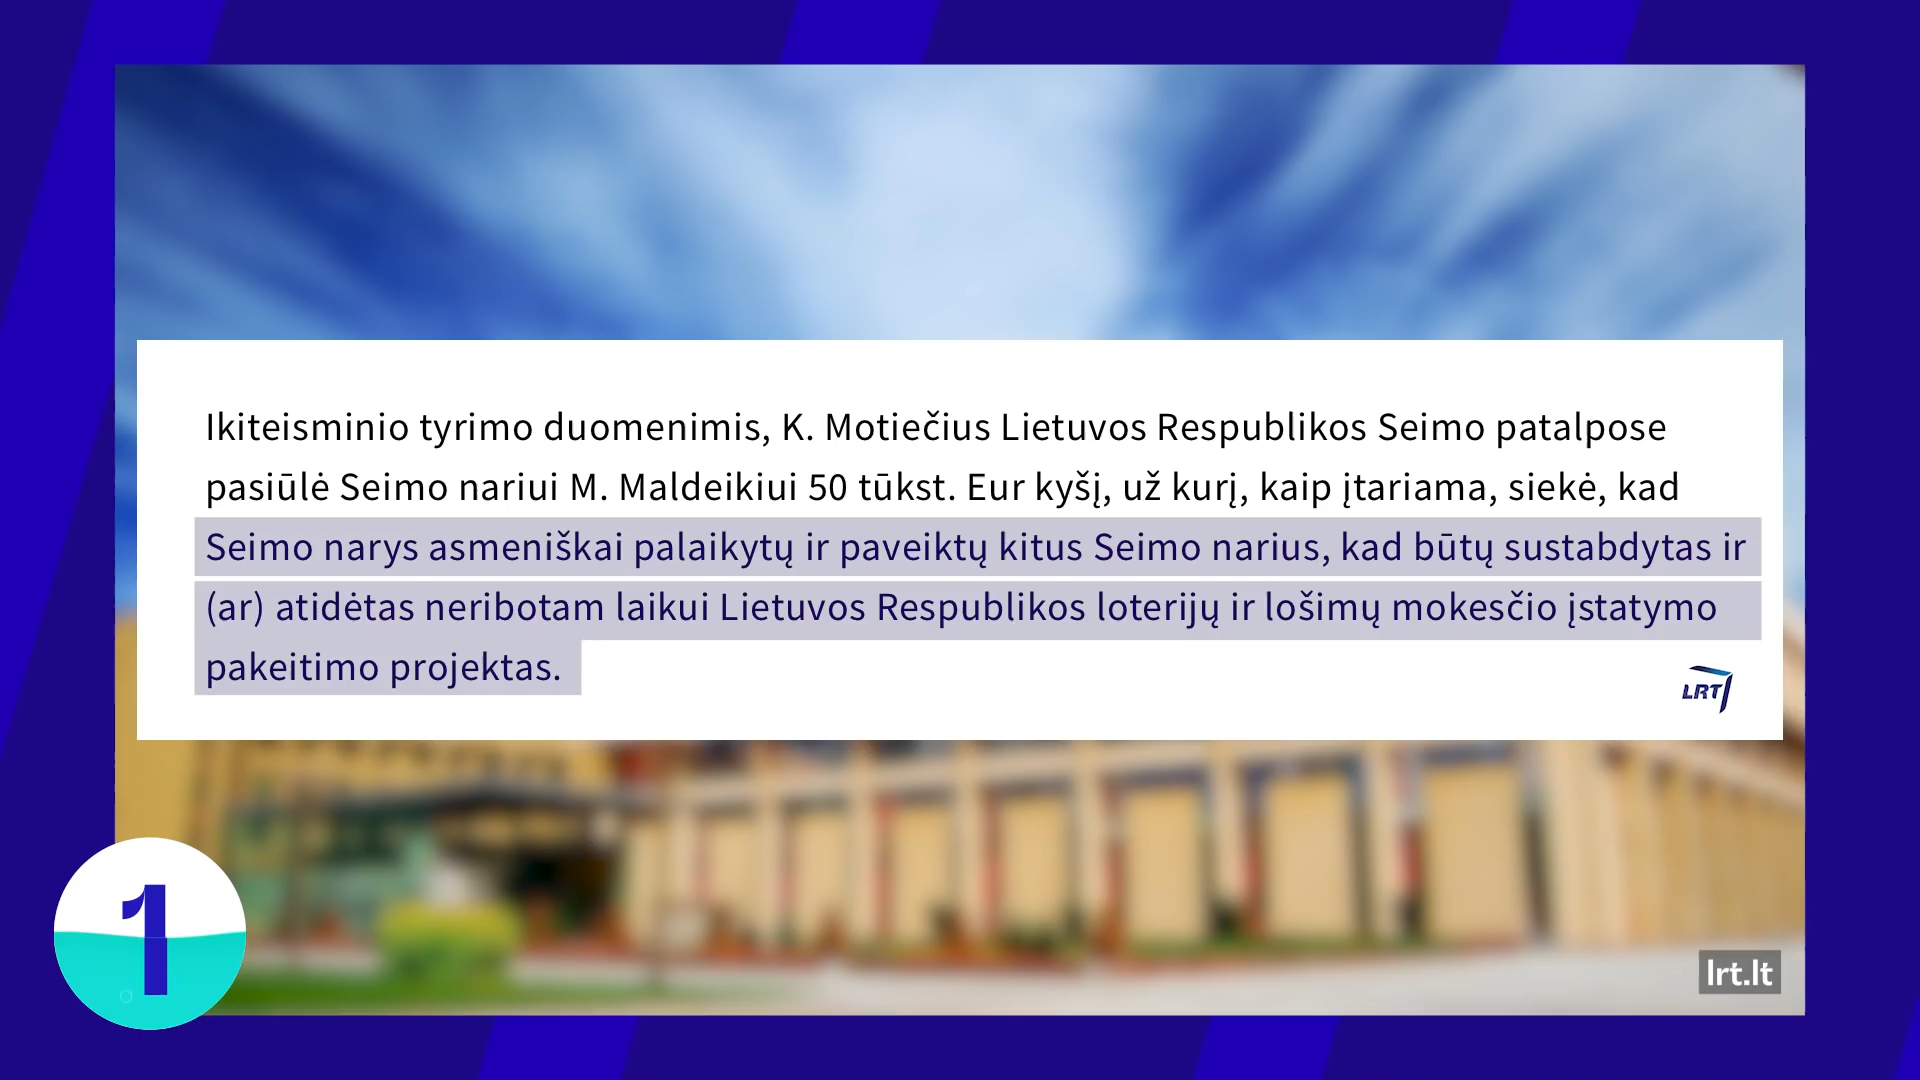 Ikiteisminio tyrimo duomenimis, K. Motiečius Lietuvos Respublikos Seimo patalpose
pasiūlė Seimo nariui M. Maldeikiui 50 tūkst. Eur kyšį, už kurį, kaip įtariama, siekė, kad
Seimo narys asmeniškai palaikytų ir paveiktų kitus Seimo narius, kad būtų sustabdytas ir
(ar) atidėtas neribotam laikui Lietuvos Respublikos loterijų ir lošimų mokesčio įstatymo
pakeitimo projektas.
LRT
1
lrt.lt